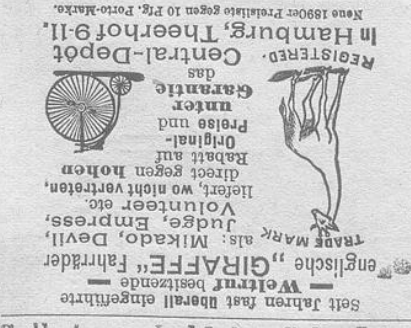 Seit Jahren fast überall eingeführte
— Weltruf besitzende —
englische „GIRAFFE" Fahrräder
TRADE MARK
als: Mikado, Devil,
Judge, Empress,
Volunteer etc.
liefert, wo nicht vertreten,
direct gegen hohen
Rabatt auf
Original-
Preise und
unter
Garantie
das
REGISTERED.
Central-Depôt
in Hamburg, Theerhof 9-11.
Neue 1890er Preisliste gegen 10 Pfg.-Porto-Marke.